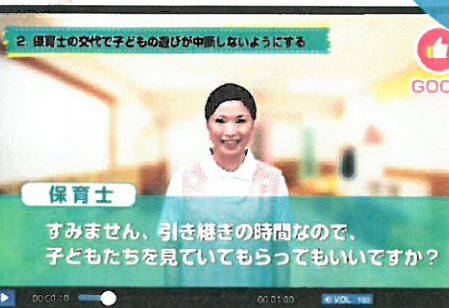 2 保育士の交代で子どもの遊びが中断しないようにする
GOO
保育士
すみません、引き継ぎの時間なので、
子どもたちを見ていてもらってもいいですか？
00:00:10
00:01:00
VOL 100